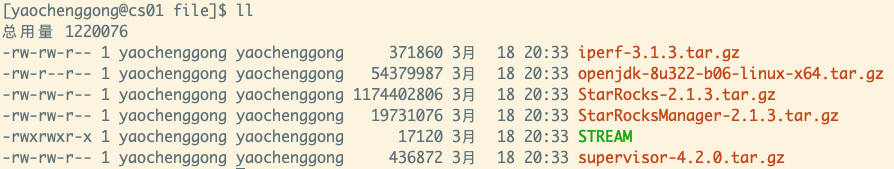 [yaochenggong@cs01 file]$ ll
总用量 1220076
-rw-rw-r-- 1 yaochenggong yaochenggong 371860 3月 18 20:33 iperf-3.1.3.tar.gz
-rw-r--r-- 1 yaochenggong yaochenggong 54379987 3月 18 20:33 openjdk-8u322-b06-linux-x64.tar.gz
-rw-rw-r-- 1 yaochenggong yaochenggong 1174402806 3月 18 20:33 StarRocks-2.1.3.tar.gz
-rw-rw-r-- 1 yaochenggong yaochenggong 19731076 3月 18 20:33 StarRocksManager-2.1.3.tar.gz
-rwxrwxr-x 1 yaochenggong yaochenggong 17120 3月 18 20:33 STREAM
-rw-rw-r-- 1 yaochenggong yaochenggong 436872 3月 18 20:33 supervisor-4.2.0.tar.gz